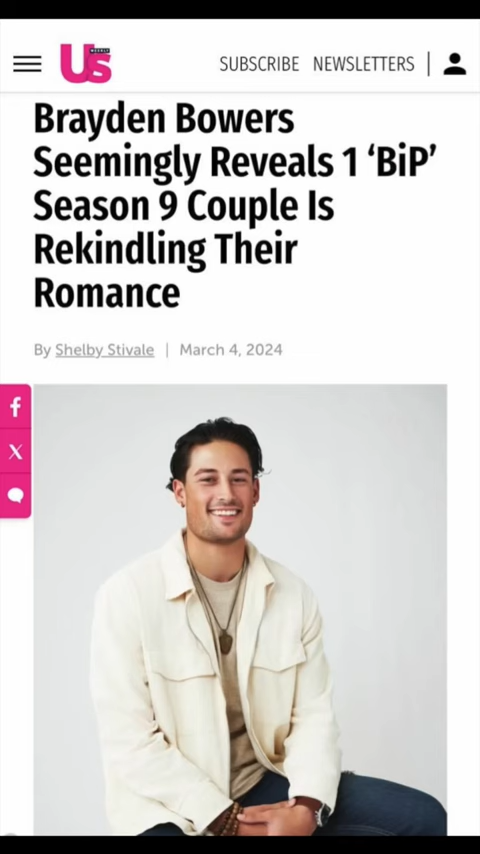 Us WEEKLY
SUBSCRIBE NEWSLETTERS |
Brayden Bowers
Seemingly Reveals 1 ‘BiP’
Season 9 Couple Is
Rekindling Their
Romance
By Shelby Stivale | March 4, 2024
f
X